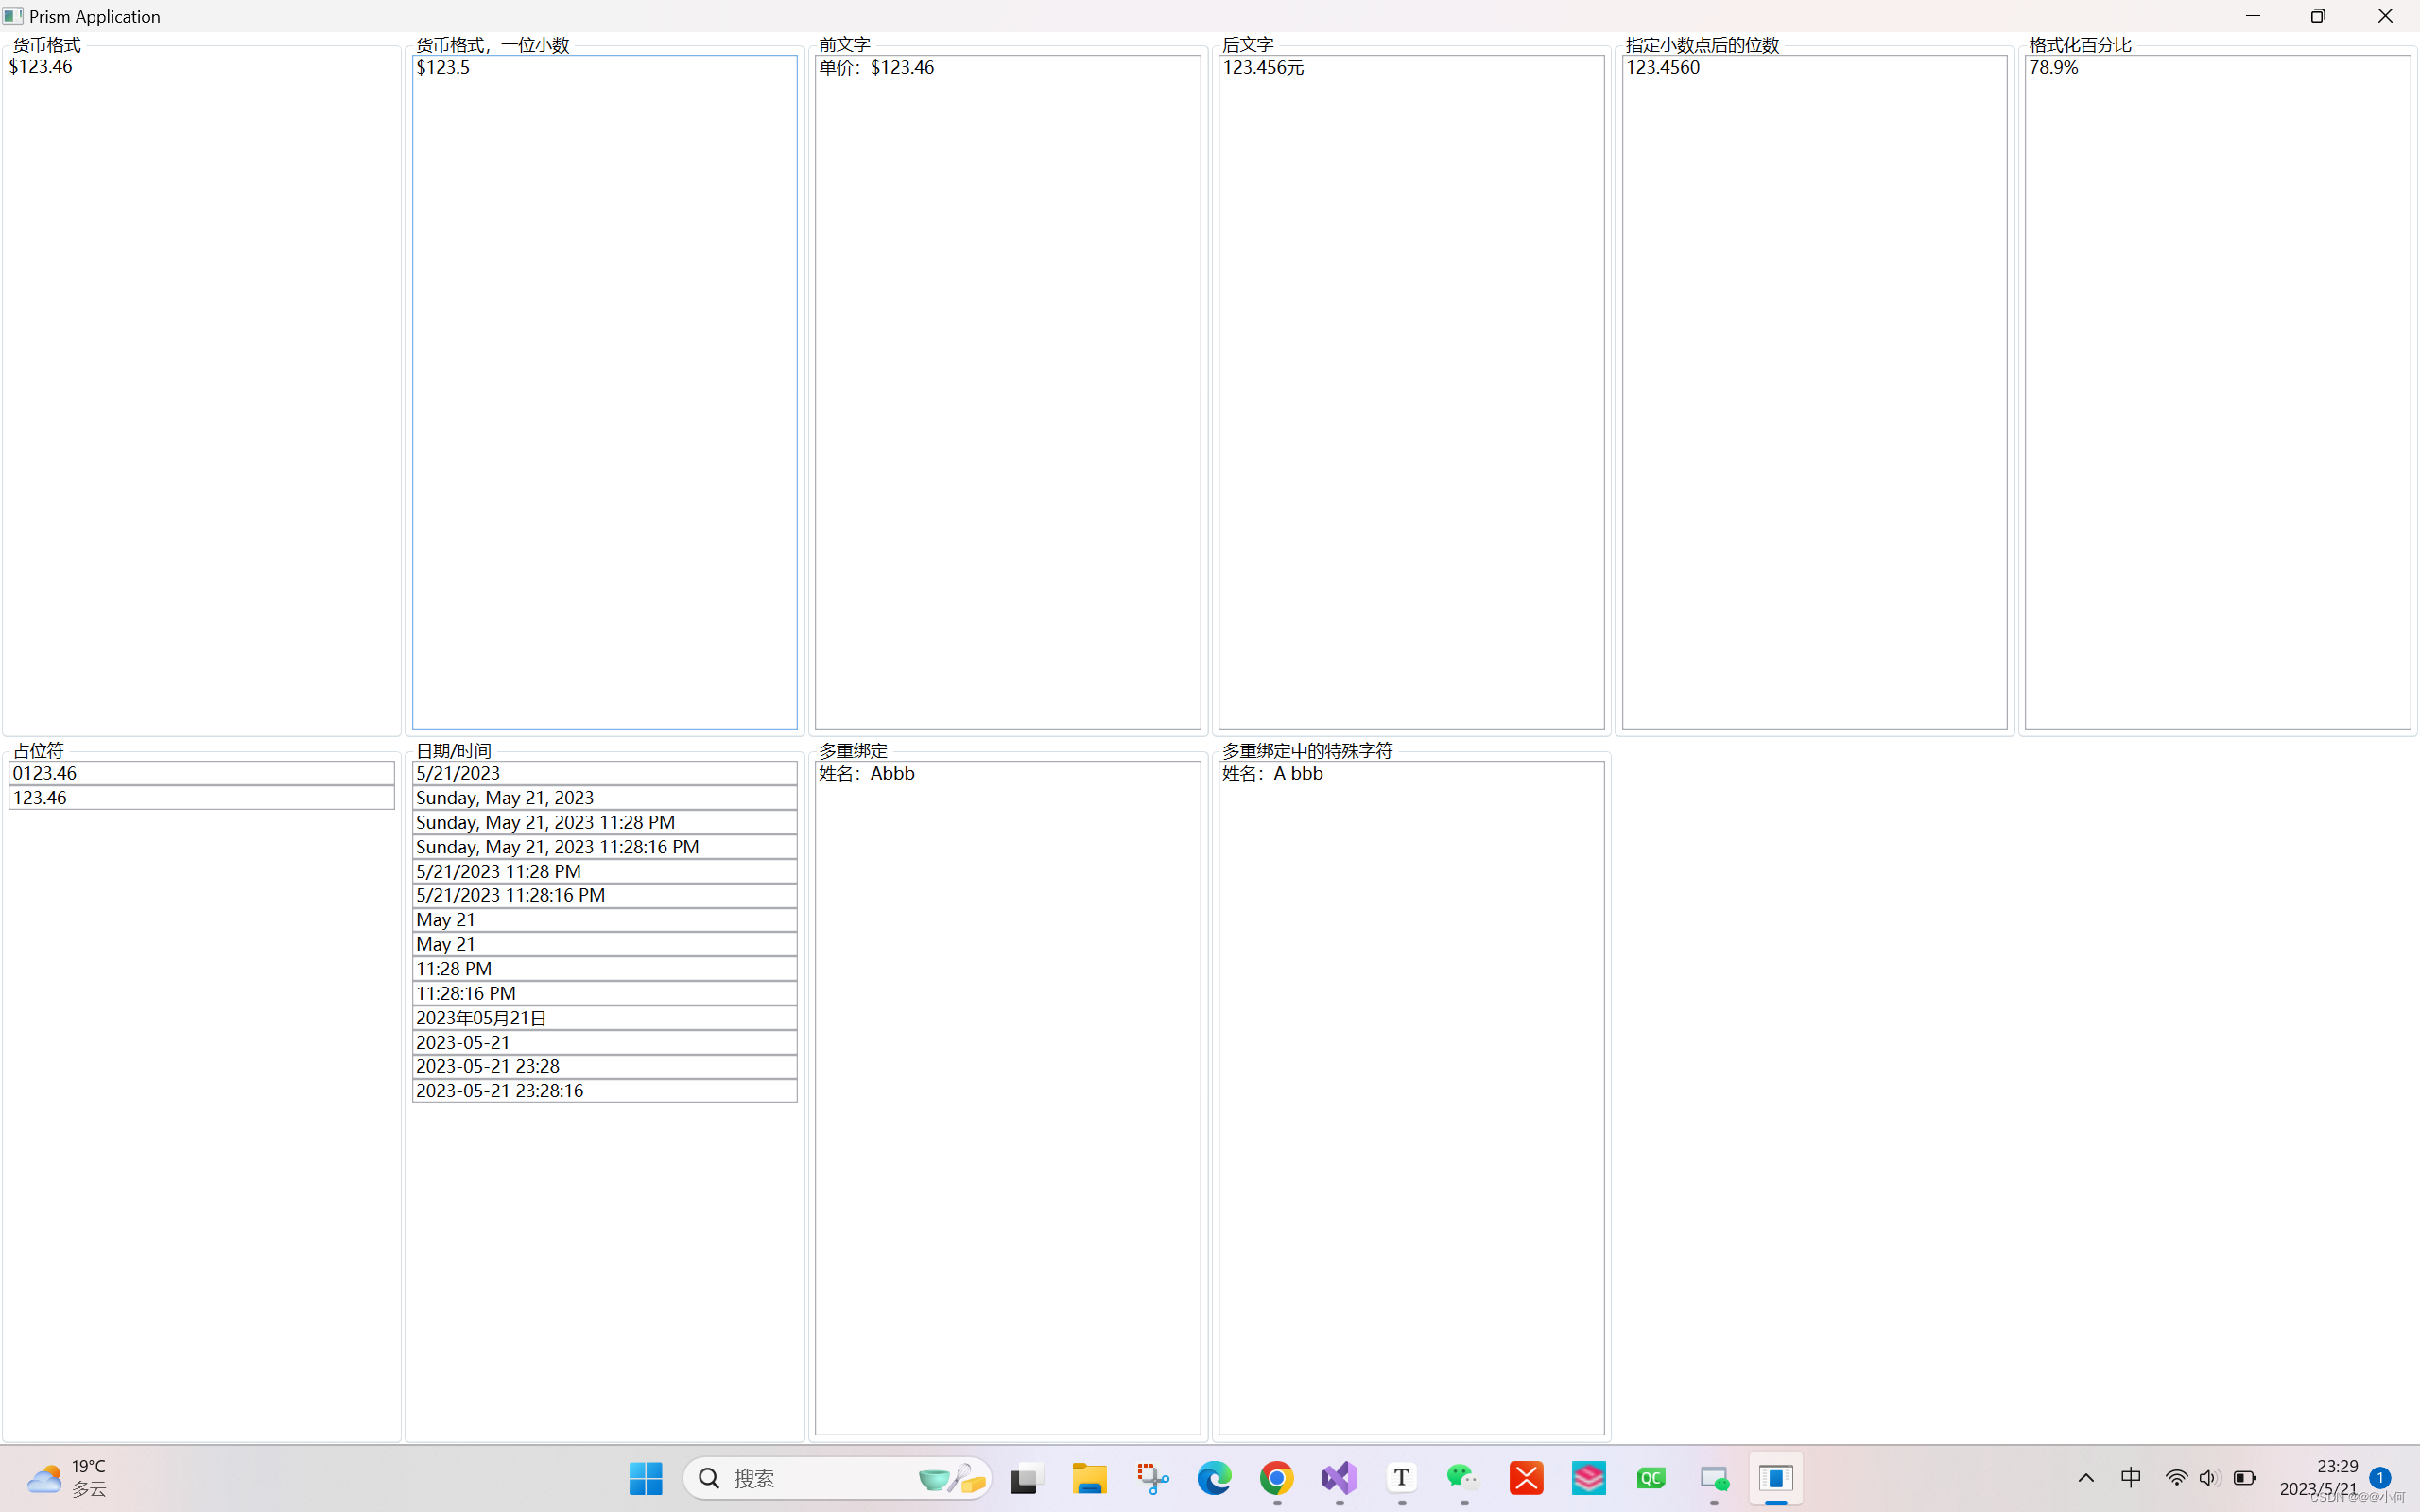 Prism Application
货币格式
$123.46
货币格式，一位小数
$123.5
前文字
单价：$123.46
后文字
123.456元
指定小数点后的位数
123.4560
格式化百分比
78.9%
占位符
0123.46
123.46
日期/时间
5/21/2023
Sunday, May 21, 2023
Sunday, May 21, 2023 11:28 PM
Sunday, May 21, 2023 11:28:16 PM
5/21/2023 11:28 PM
5/21/2023 11:28:16 PM
May 21
May 21
11:28 PM
11:28:16 PM
2023年05月21日
2023-05-21
2023-05-21 23:28
2023-05-21 23:28:16
多重绑定
姓名：Abbb
多重绑定中的特殊字符
姓名：A bbb
19°C
多云
搜索
T
QC
中
23:29
2023/5/21
1
CSDN @@@小何